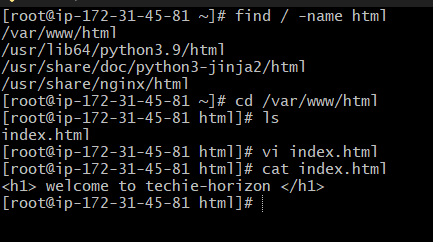 [root@ip-172-31-45-81 ~]# find / -name html
/var/www/html
/usr/lib64/python3.9/html
/usr/share/doc/python3-jinja2/html
/usr/share/nginx/html
[root@ip-172-31-45-81 ~]# cd /var/www/html
[root@ip-172-31-45-81 html]# ls
index.html
[root@ip-172-31-45-81 html]# vi index.html
[root@ip-172-31-45-81 html]# cat index.html
<h1> welcome to techie-horizon </h1>
[root@ip-172-31-45-81 html]#